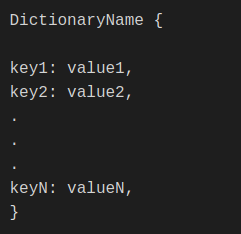 DictionaryName {
key1: value1,
key2: value2,
.
.
.
keyN: valueN,
}